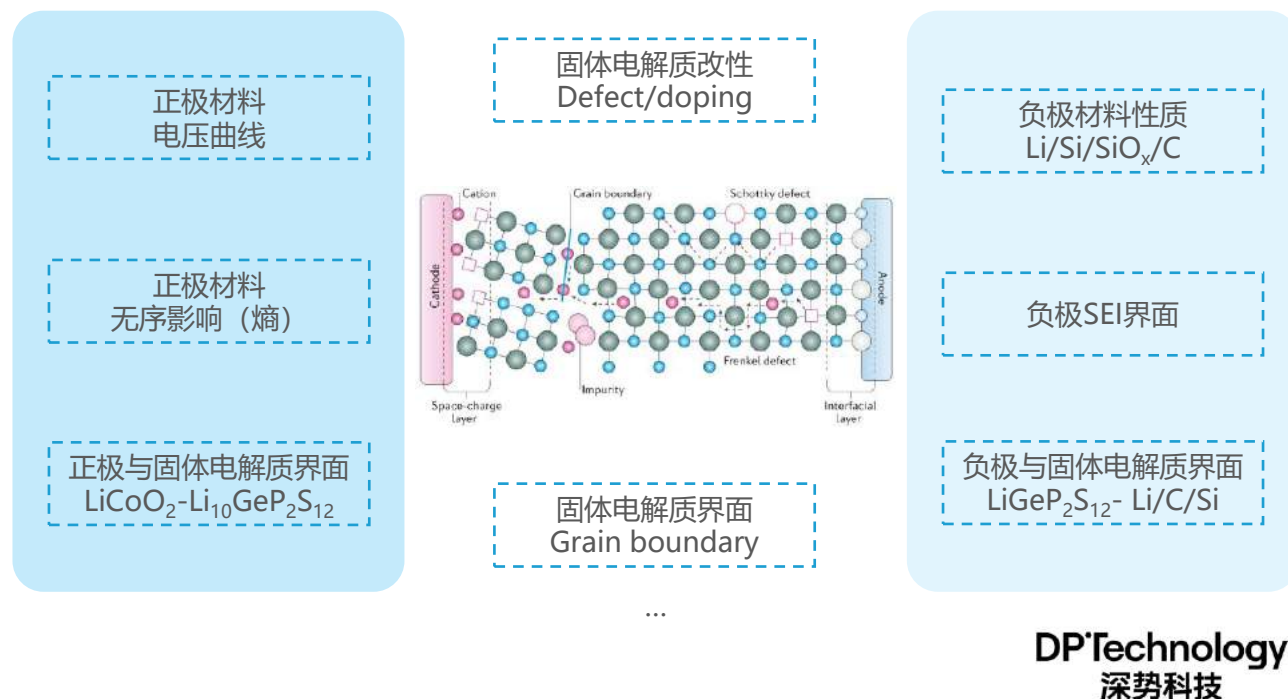 正极材料
电压曲线
正极材料
无序影响（熵）
正极与固体电解质界面
LiCoO₂-Li₁₀GeP₂S₁₂
固体电解质改性
Defect/doping
Cation
Grain boundary
Schottky defect
Cathode
Anode
Frenkel defect
Impurity
Space-charge
layer
Interfacial
layer
固体电解质界面
Grain boundary
...
负极材料性质
Li/Si/SiOₓ/C
负极SEI界面
负极与固体电解质界面
LiGeP₂S₁₂- Li/C/Si
DP Technology
深势科技